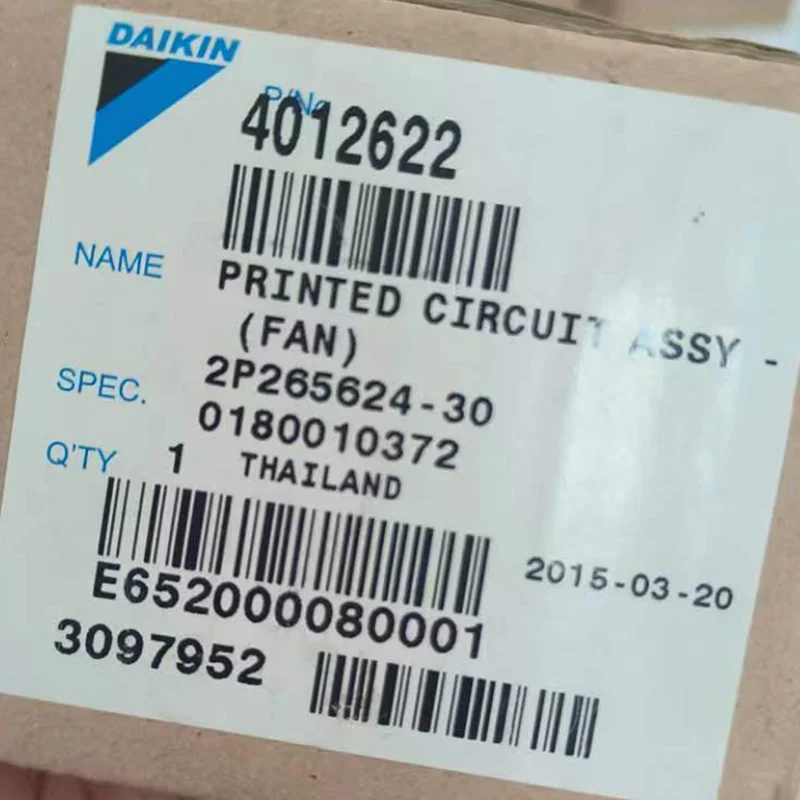 DAIKIN
P/No
4012622
NAME PRINTED CIRCUIT ASSY -
(FAN)
SPEC. 2P265624-30
0180010372
Q'TY 1 THAILAND
2015-03-20
E652000080001
3097952